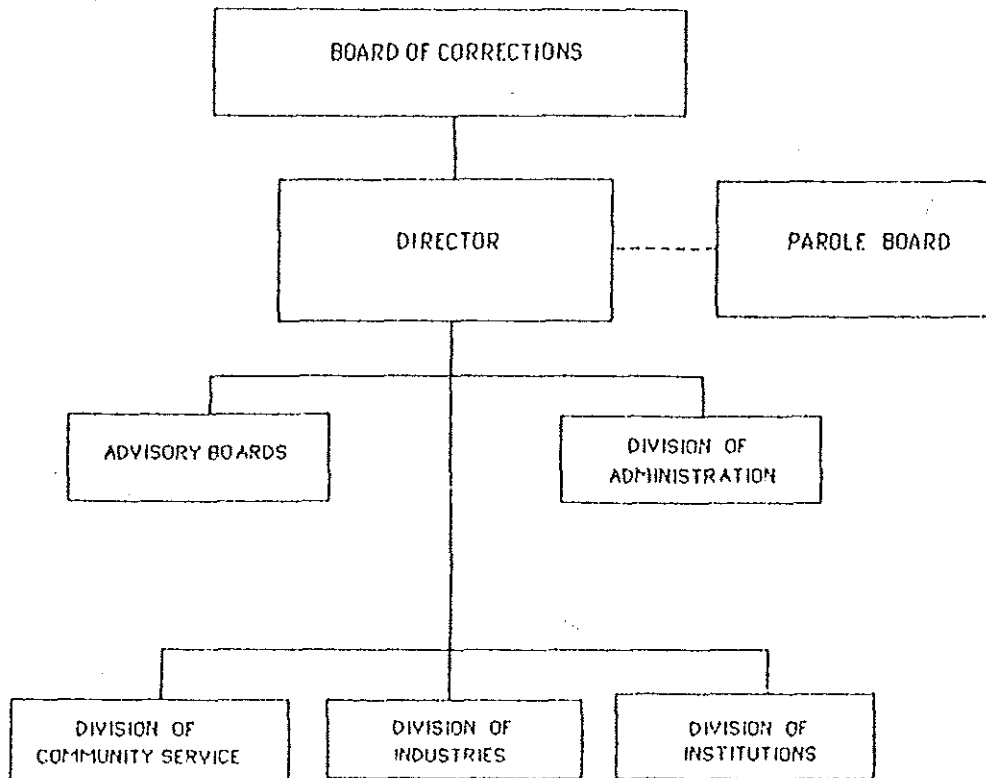 BOARD OF CORRECTIONS
DIRECTOR
PAROLE BOARD
ADVISORY BOARDS
DIVISION OF
ADMINISTRATION
DIVISION OF
COMMUNITY SERVICE
DIVISION OF
INDUSTRIES
DIVISION OF
INSTITUTIONS